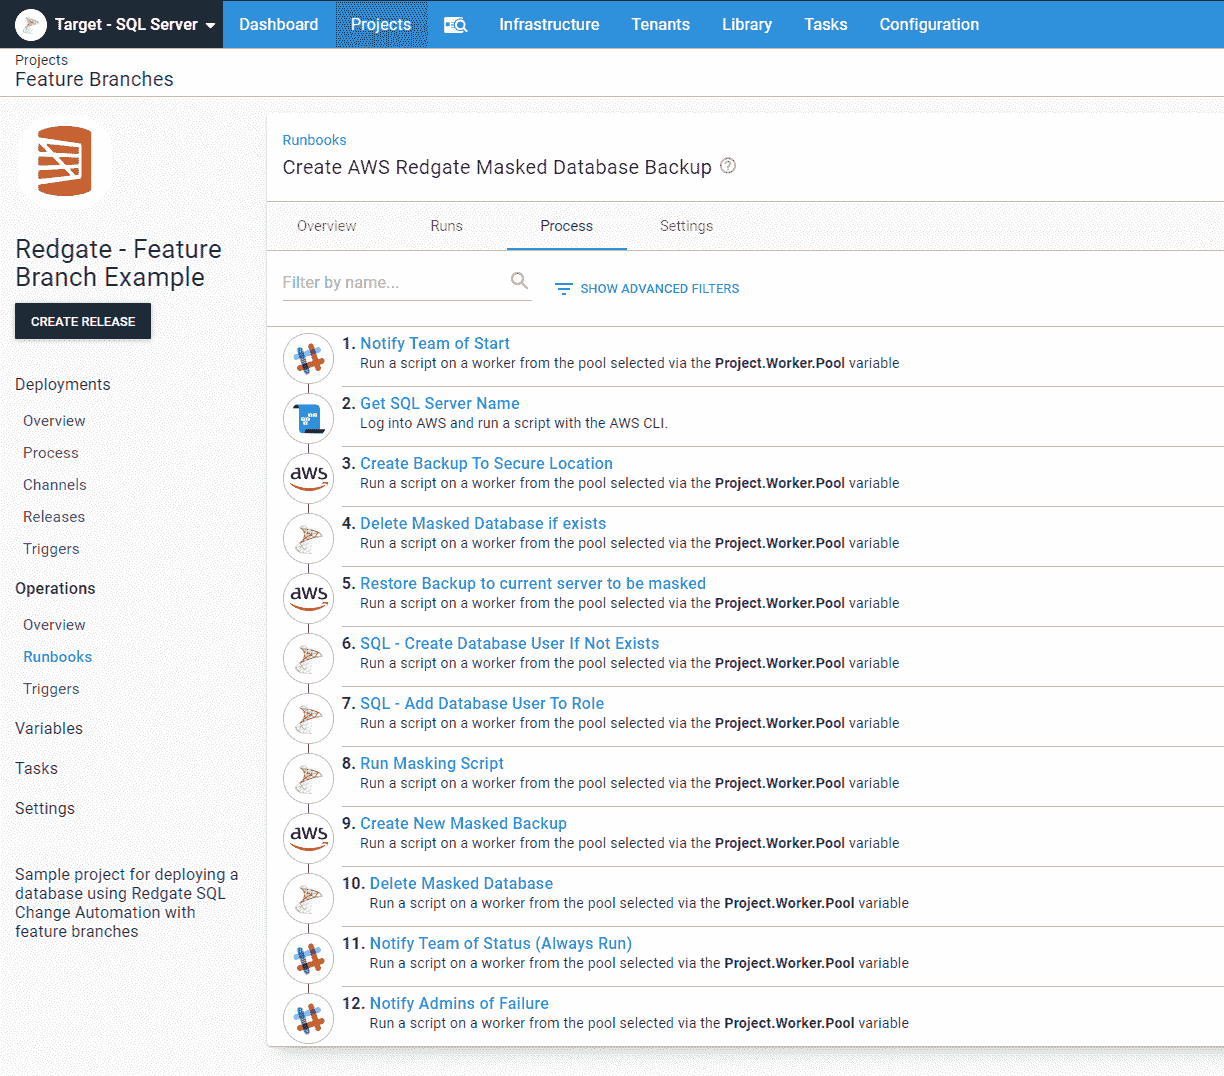 Target - SQL Server
Dashboard
Projects
Infrastructure
Tenants
Library
Tasks
Configuration
Projects
Feature Branches
Redgate - Feature
Branch Example
CREATE RELEASE
Deployments
Overview
Process
Channels
Releases
Triggers
Operations
Overview
Runbooks
Triggers
Variables
Tasks
Settings
Sample project for deploying a
database using Redgate SQL
Change Automation with
feature branches
Runbooks
Create AWS Redgate Masked Database Backup ?
Overview
Runs
Process
Settings
Filter by name...
SHOW ADVANCED FILTERS
1. Notify Team of Start
Run a script on a worker from the pool selected via the Project.Worker.Pool variable
2. Get SQL Server Name
Log into AWS and run a script with the AWS CLI.
aws
3. Create Backup To Secure Location
Run a script on a worker from the pool selected via the Project.Worker.Pool variable
4. Delete Masked Database if exists
Run a script on a worker from the pool selected via the Project.Worker.Pool variable
aws
5. Restore Backup to current server to be masked
Run a script on a worker from the pool selected via the Project.Worker.Pool variable
6. SQL - Create Database User If Not Exists
Run a script on a worker from the pool selected via the Project.Worker.Pool variable
7. SQL - Add Database User To Role
Run a script on a worker from the pool selected via the Project.Worker.Pool variable
8. Run Masking Script
Run a script on a worker from the pool selected via the Project.Worker.Pool variable
aws
9. Create New Masked Backup
Run a script on a worker from the pool selected via the Project.Worker.Pool variable
10. Delete Masked Database
Run a script on a worker from the pool selected via the Project.Worker.Pool variable
11. Notify Team of Status (Always Run)
Run a script on a worker from the pool selected via the Project.Worker.Pool variable
12. Notify Admins of Failure
Run a script on a worker from the pool selected via the Project.Worker.Pool variable